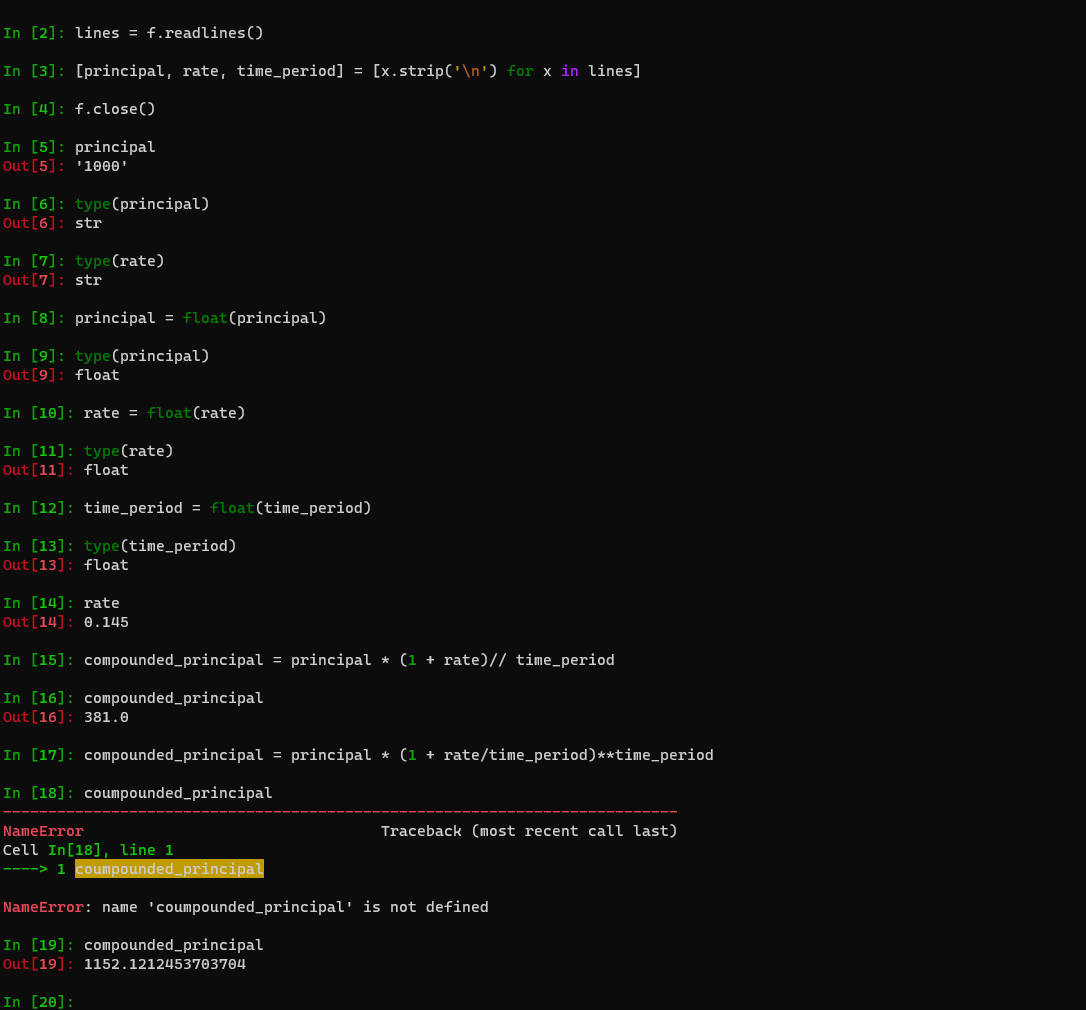 In [2]: lines = f.readlines()
In [3]: [principal, rate, time_period] = [x.strip('\n') for x in lines]
In [4]: f.close()
In [5]: principal
Out[5]: '1000'
In [6]: type(principal)
Out[6]: str
In [7]: type(rate)
Out[7]: str
In [8]: principal = float(principal)
In [9]: type(principal)
Out[9]: float
In [10]: rate = float(rate)
In [11]: type(rate)
Out[11]: float
In [12]: time_period = float(time_period)
In [13]: type(time_period)
Out[13]: float
In [14]: rate
Out[14]: 0.145
In [15]: compounded_principal = principal * (1 + rate)// time_period
In [16]: compounded_principal
Out[16]: 381.0
In [17]: compounded_principal = principal * (1 + rate/time_period)**time_period
In [18]: coumpounded_principal
---------------------------------------------------------------------------
NameError                                 Traceback (most recent call last)
Cell In[18], line 1
----> 1 coumpounded_principal
NameError: name 'coumpounded_principal' is not defined
In [19]: compounded_principal
Out[19]: 1152.1212453703704
In [20]: